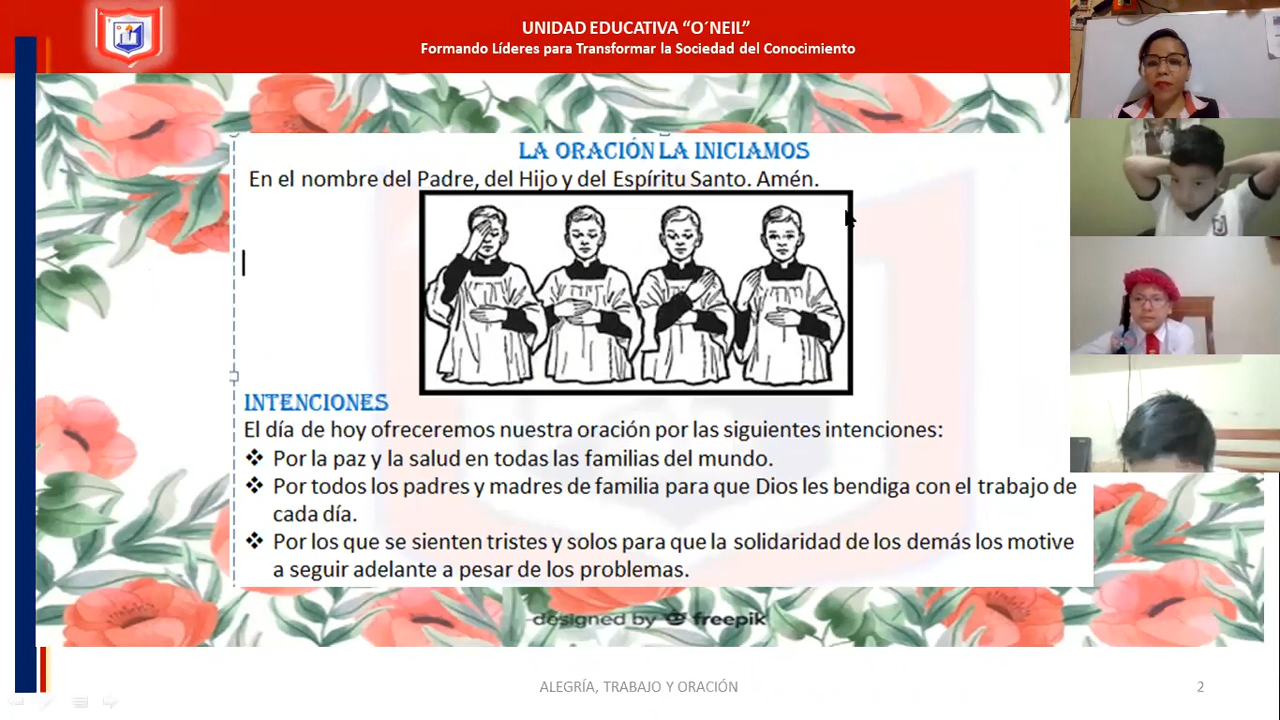 UNIDAD EDUCATIVA “O´NEIL”
Formando Líderes para Transformar la Sociedad del Conocimiento
LA ORACIÓN LA INICIAMOS
En el nombre del Padre, del Hijo y del Espíritu Santo. Amén.
INTENCIONES
El día de hoy ofreceremos nuestra oración por las siguientes intenciones:
❖ Por la paz y la salud en todas las familias del mundo.
❖ Por todos los padres y madres de familia para que Dios les bendiga con el trabajo de
cada día.
❖ Por los que se sienten tristes y solos para que la solidaridad de los demás los motive
a seguir adelante a pesar de los problemas.
designed by freepik
ALEGRÍA, TRABAJO Y ORACIÓN
2